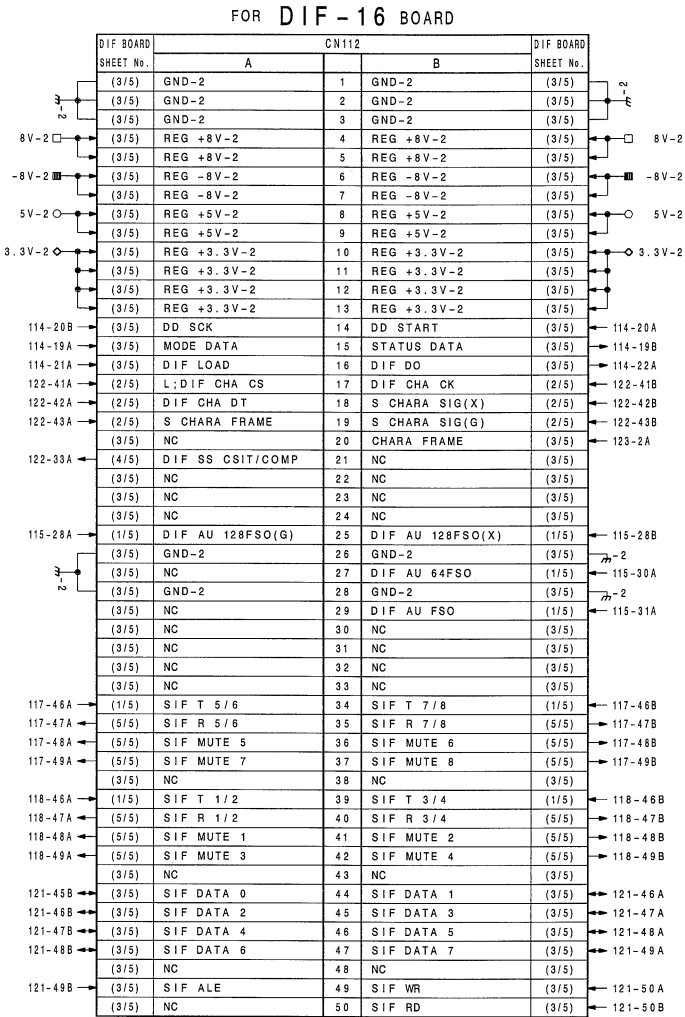 FOR DIF-16 BOARD
DIF BOARD CN112 DIF BOARD
SHEET No. A B SHEET No.
(3/5) GND-2 1 GND-2 (3/5)
-2 (3/5) GND-2 2 GND-2 (3/5) -2
(3/5) GND-2 3 GND-2 (3/5)
8V-2 (3/5) REG +8V-2 4 REG +8V-2 (3/5) 8V-2
(3/5) REG +8V-2 5 REG +8V-2 (3/5)
-8V-2 (3/5) REG -8V-2 6 REG -8V-2 (3/5) -8V-2
(3/5) REG -8V-2 7 REG -8V-2 (3/5)
5V-2 (3/5) REG +5V-2 8 REG +5V-2 (3/5) 5V-2
(3/5) REG +5V-2 9 REG +5V-2 (3/5)
3.3V-2 (3/5) REG +3.3V-2 10 REG +3.3V-2 (3/5) 3.3V-2
(3/5) REG +3.3V-2 11 REG +3.3V-2 (3/5)
(3/5) REG +3.3V-2 12 REG +3.3V-2 (3/5)
(3/5) REG +3.3V-2 13 REG +3.3V-2 (3/5)
114-20B (3/5) DD SCK 14 DD START (3/5) 114-20A
114-19A (3/5) MODE DATA 15 STATUS DATA (3/5) 114-19B
114-21A (3/5) DIF LOAD 16 DIF DO (3/5) 114-22A
122-41A (2/5) L;DIF CHA CS 17 DIF CHA CK (2/5) 122-41B
122-42A (2/5) DIF CHA DT 18 S CHARA SIG(X) (2/5) 122-42B
122-43A (2/5) S CHARA FRAME 19 S CHARA SIG(G) (2/5) 122-43B
(3/5) NC 20 CHARA FRAME (3/5) 123-2A
122-33A (4/5) DIF SS CSIT/COMP 21 NC (3/5)
(3/5) NC 22 NC (3/5)
(3/5) NC 23 NC (3/5)
(3/5) NC 24 NC (3/5)
115-28A (1/5) DIF AU 128FSO(G) 25 DIF AU 128FSO(X) (1/5) 115-28B
(3/5) GND-2 26 GND-2 (3/5) -2
-2 (3/5) NC 27 DIF AU 64FSO (1/5) 115-30A
(3/5) GND-2 28 GND-2 (3/5) -2
(3/5) NC 29 DIF AU FSO (1/5) 115-31A
(3/5) NC 30 NC (3/5)
(3/5) NC 31 NC (3/5)
(3/5) NC 32 NC (3/5)
(3/5) NC 33 NC (3/5)
117-46A (1/5) SIF T 5/6 34 SIF T 7/8 (1/5) 117-46B
117-47A (5/5) SIF R 5/6 35 SIF R 7/8 (5/5) 117-47B
117-48A (5/5) SIF MUTE 5 36 SIF MUTE 6 (5/5) 117-48B
117-49A (5/5) SIF MUTE 7 37 SIF MUTE 8 (5/5) 117-49B
(3/5) NC 38 NC (3/5)
118-46A (1/5) SIF T 1/2 39 SIF T 3/4 (1/5) 118-46B
118-47A (5/5) SIF R 1/2 40 SIF R 3/4 (5/5) 118-47B
118-48A (5/5) SIF MUTE 1 41 SIF MUTE 2 (5/5) 118-48B
118-49A (5/5) SIF MUTE 3 42 SIF MUTE 4 (5/5) 118-49B
(3/5) NC 43 NC (3/5)
121-45B (3/5) SIF DATA 0 44 SIF DATA 1 (3/5) 121-46A
121-46B (3/5) SIF DATA 2 45 SIF DATA 3 (3/5) 121-47A
121-47B (3/5) SIF DATA 4 46 SIF DATA 5 (3/5) 121-48A
121-48B (3/5) SIF DATA 6 47 SIF DATA 7 (3/5) 121-49A
(3/5) NC 48 NC (3/5)
121-49B (3/5) SIF ALE 49 SIF WR (3/5) 121-50A
(3/5) NC 50 SIF RD (3/5) 121-50B